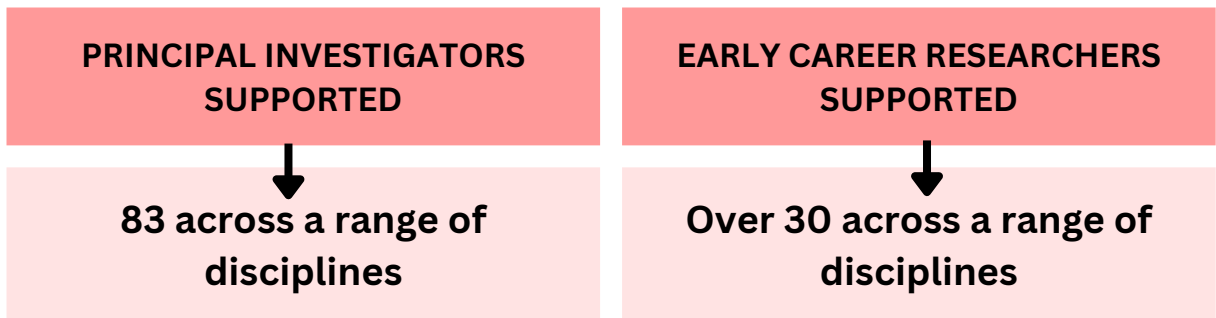 PRINCIPAL INVESTIGATORS
SUPPORTED
83 across a range of
disciplines
EARLY CAREER RESEARCHERS
SUPPORTED
Over 30 across a range of
disciplines